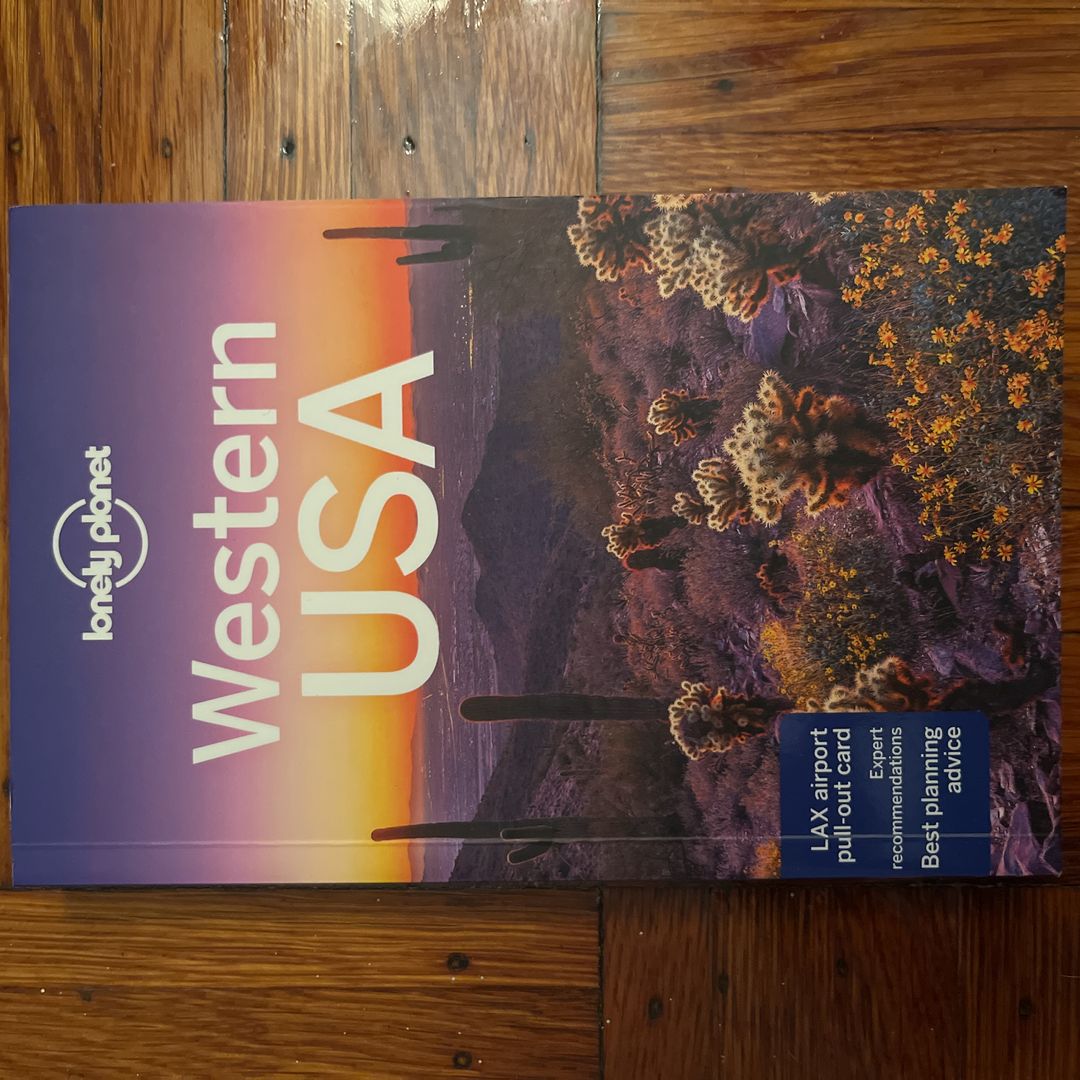 lonely planet
Western
USA
LAX airport
pull-out card
Expert
recommendations
Best planning
advice